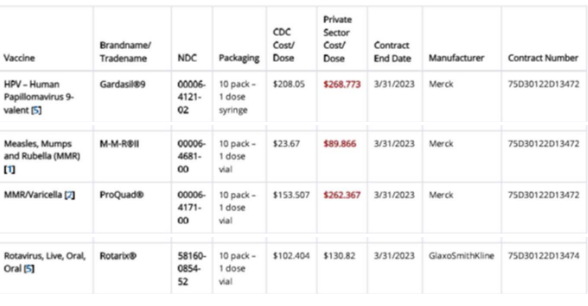 Vaccine Brandname/ Tradename NDC Packaging CDC Cost/ Dose Private Sector Cost/ Dose Contract End Date Manufacturer Contract Number
HPV – Human Gardasil®9 00006- 10 pack – $208.05 $268.773 3/31/2023 Merck 75D30122D13472
Papillomavirus 9- 4121- 1 dose
valent [5] 02 syringe
Measles, Mumps M-M-R®II 00006- 10 pack – $23.67 $89.866 3/31/2023 Merck 75D30122D13472
and Rubella (MMR) 4681- 1 dose
[1] 00 vial
MMR/Varicella [2] ProQuad® 00006- 10 pack – $153.507 $262.367 3/31/2023 Merck 75D30122D13472
4171- 1 dose
00 vial
Rotavirus, Live, Oral, Rotarix® 58160- 10 pack – $102.404 $130.82 3/31/2023 GlaxoSmithKline 75D30122D13474
Oral [5] 0854- 1 dose
52 vial